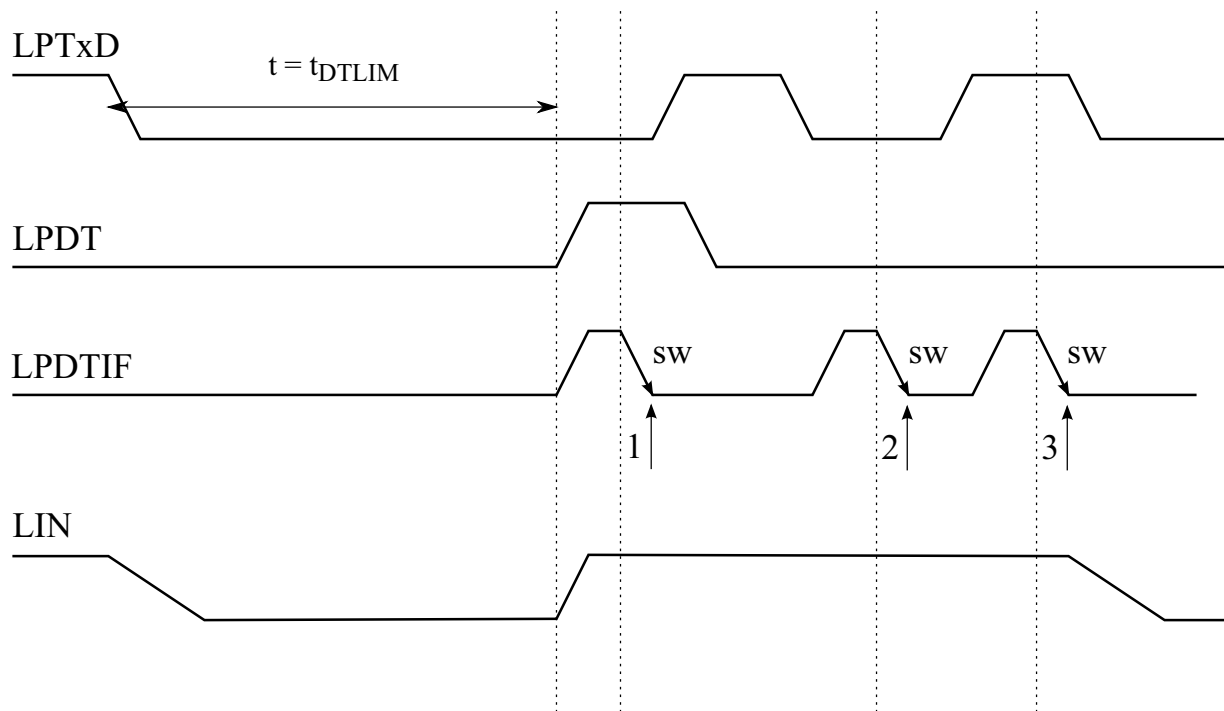 LPTxD
t = tDTLIM
LPDT
LPDTIF
sw
sw
sw
1
2
3
LIN